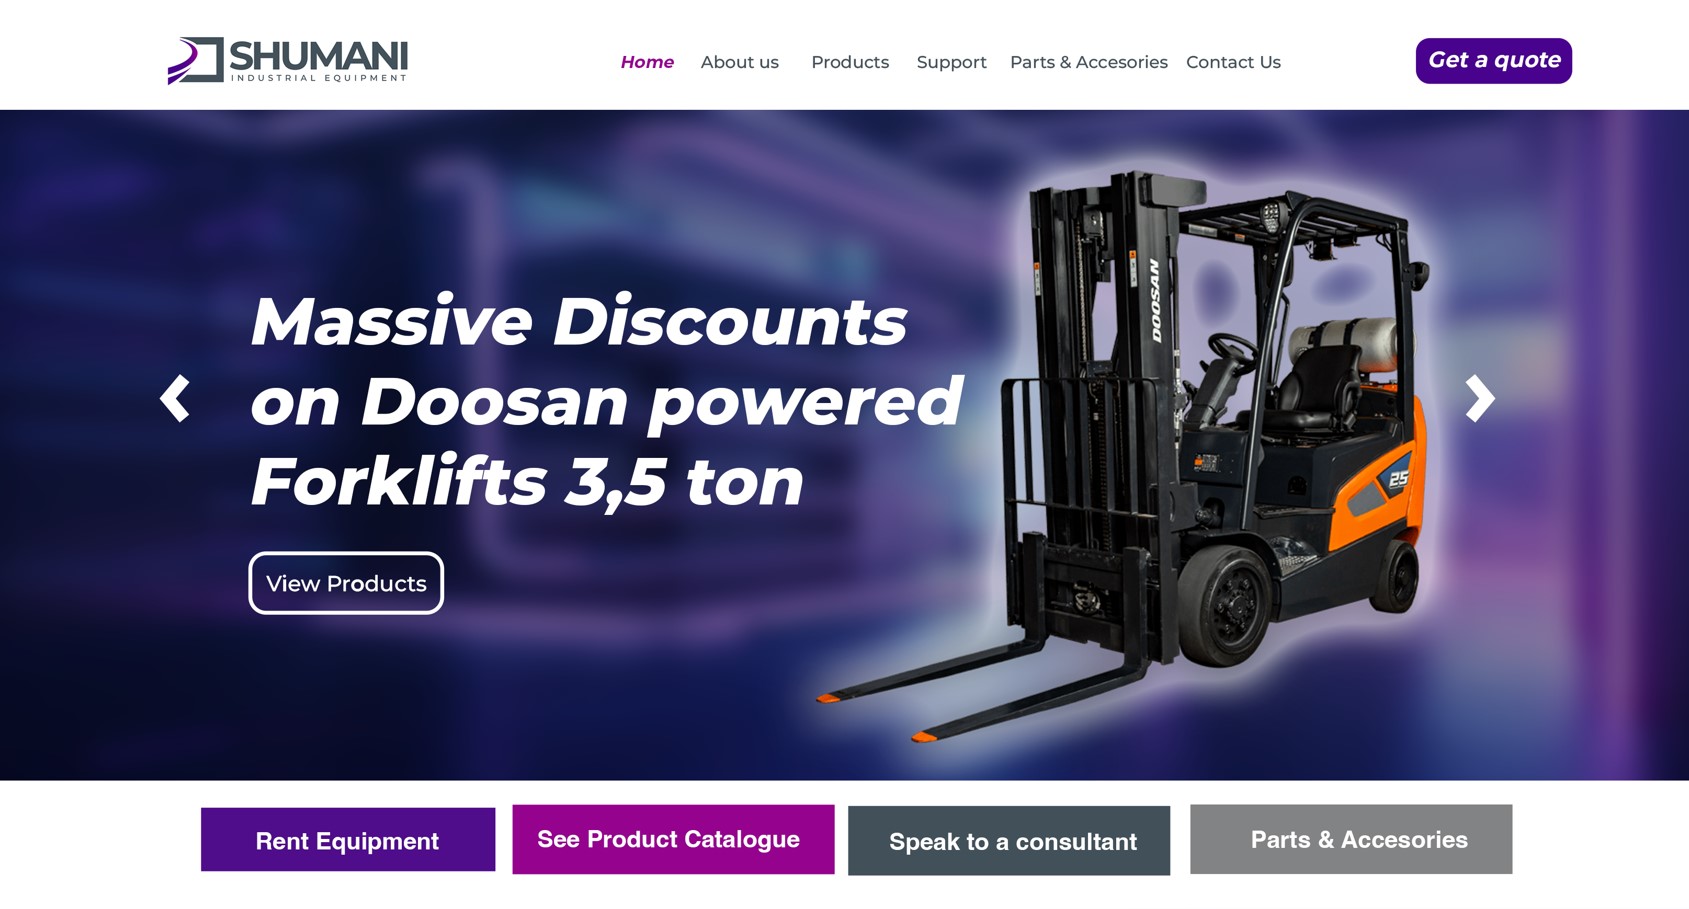 SHUMANI
INDUSTRIAL EQUIPMENT
Home
About us
Products
Support
Parts & Accesories
Contact Us
Get a quote
Massive Discounts
on Doosan powered
Forklifts 3,5 ton
View Products
DOOSAN
25
Rent Equipment
See Product Catalogue
Speak to a consultant
Parts & Accesories